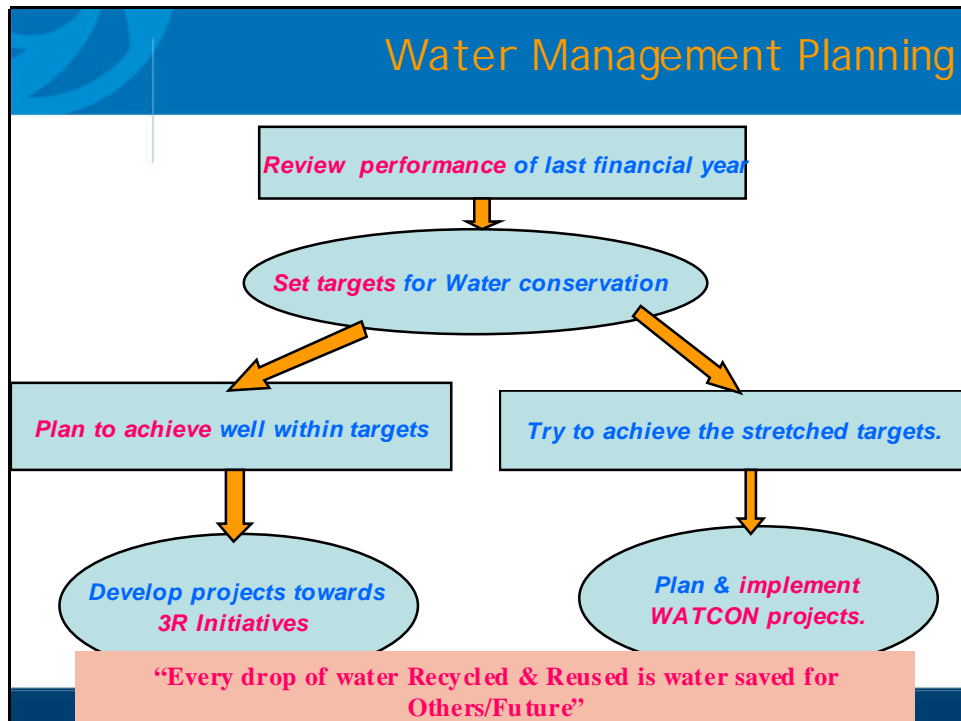 Water Management Planning
Review performance of last financial year
Set targets for Water conservation
Plan to achieve well within targets
Try to achieve the stretched targets.
Develop projects towards
3R Initiatives
Plan & implement
WATCON projects.
“Every drop of water Recycled & Reused is water saved for
Others/Future”